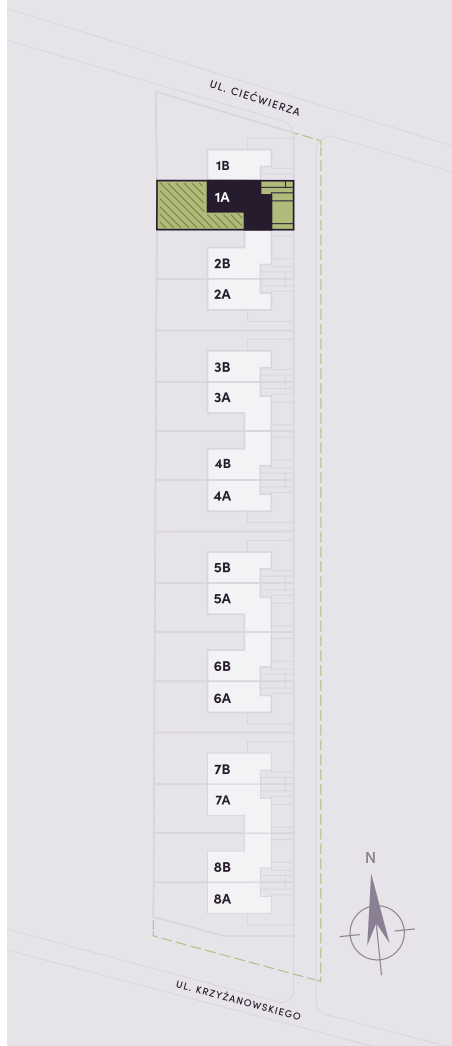 UL. CIEĆWIERZA
1B
1A
2B
2A
3B
3A
4B
4A
5B
5A
6B
6A
7B
7A
8B
8A
N
UL. KRZYŻANOWSKIEGO